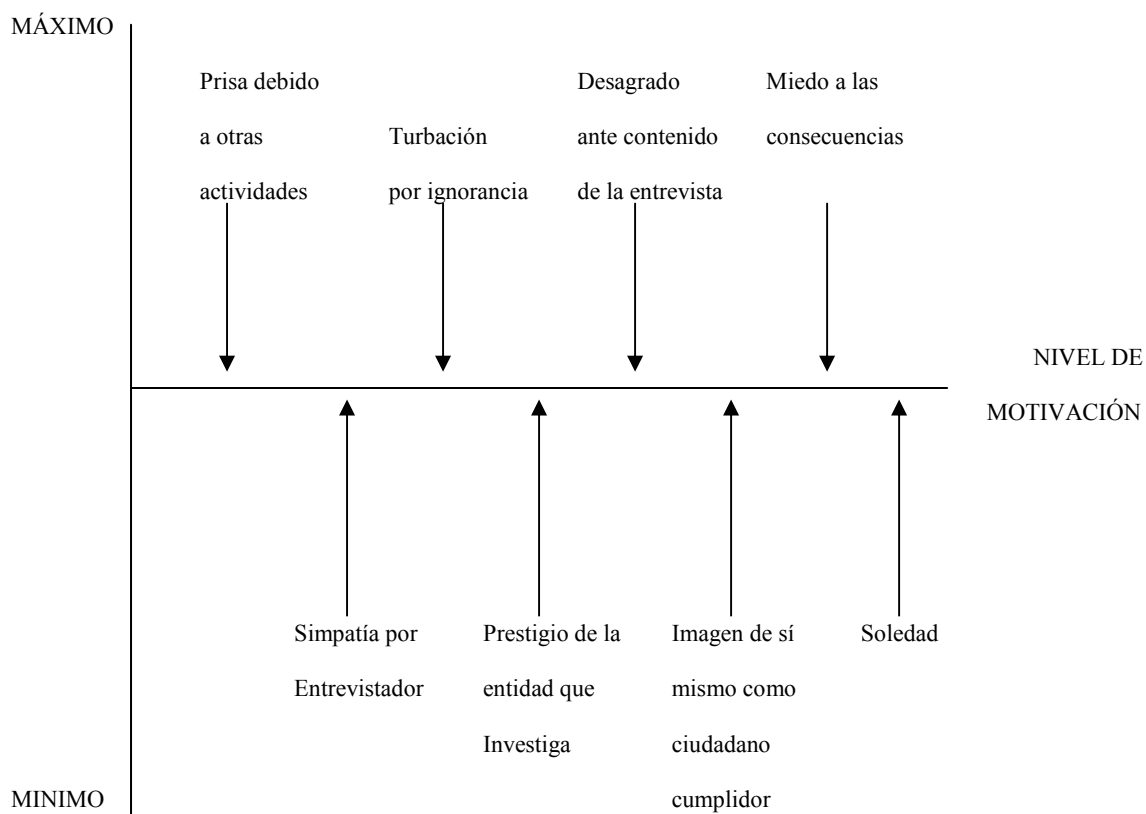 MÁXIMO
Prisa debido
a otras
actividades
Turbación
por ignorancia
Desagrado
ante contenido
de la entrevista
Miedo a las
consecuencias
NIVEL DE
MOTIVACIÓN
Simpatía por
Entrevistador
Prestigio de la
entidad que
Investiga
Imagen de sí
mismo como
ciudadano
cumplidor
Soledad
MINIMO